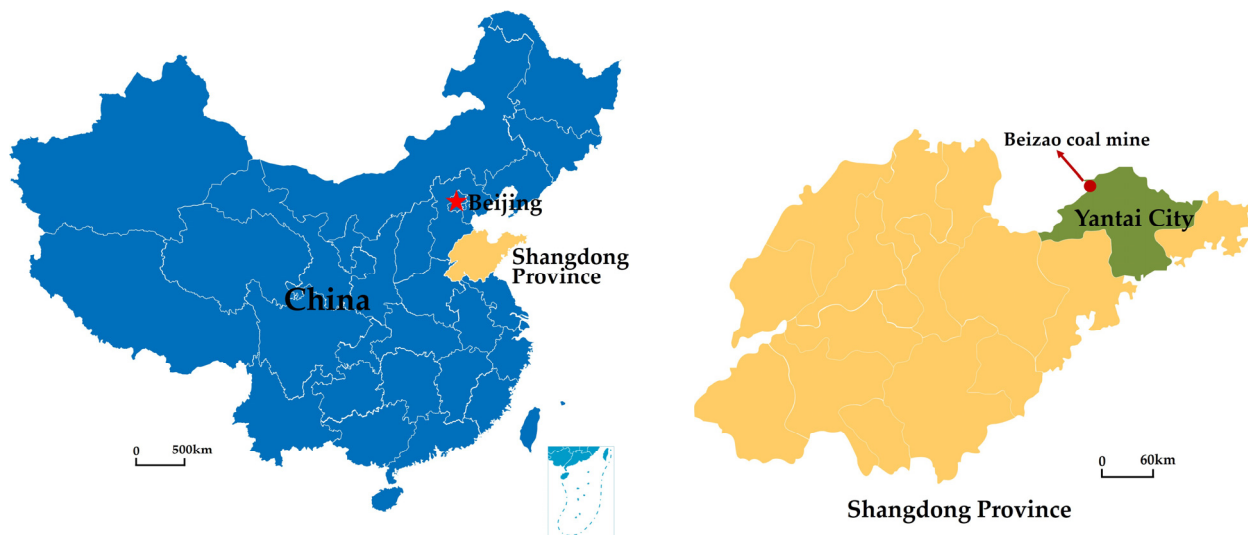 Beijing
Shangdong
Province
China
0 500km
Beizao coal mine
Yantai City
0 60km
Shangdong Province